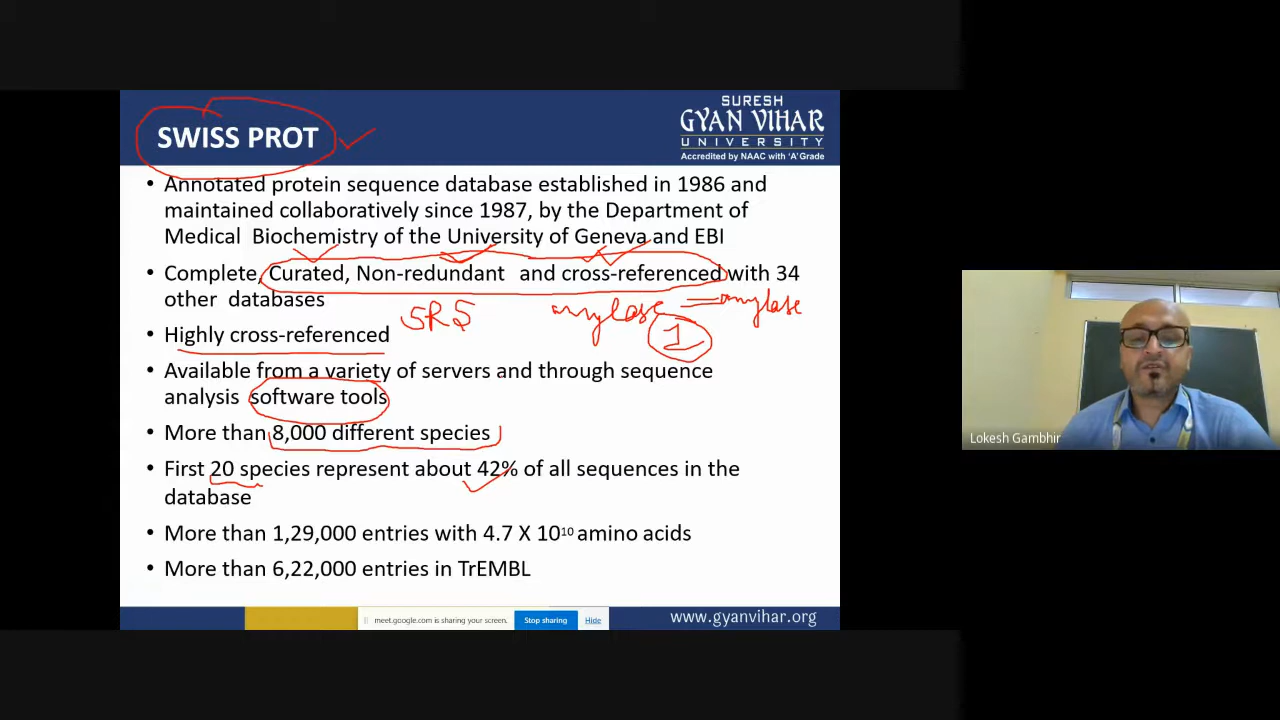 SWISS PROT
SURESH
GYAN VIHAR
UNIVERSITY
Accredited by NAAC with 'A' Grade
• Annotated protein sequence database established in 1986 and
maintained collaboratively since 1987, by the Department of
Medical Biochemistry of the University of Geneva and EBI
• Complete, Curated, Non-redundant and cross-referenced with 34
other databases
SRS
amylase = amylase
1
• Highly cross-referenced
• Available from a variety of servers and through sequence
analysis software tools
• More than 8,000 different species
• First 20 species represent about 42% of all sequences in the
database
• More than 1,29,000 entries with 4.7 X 10¹⁰ amino acids
• More than 6,22,000 entries in TrEMBL
meet.google.com is sharing your screen.
Stop sharing
Hide
www.gyanvihar.org
Lokesh Gambhir